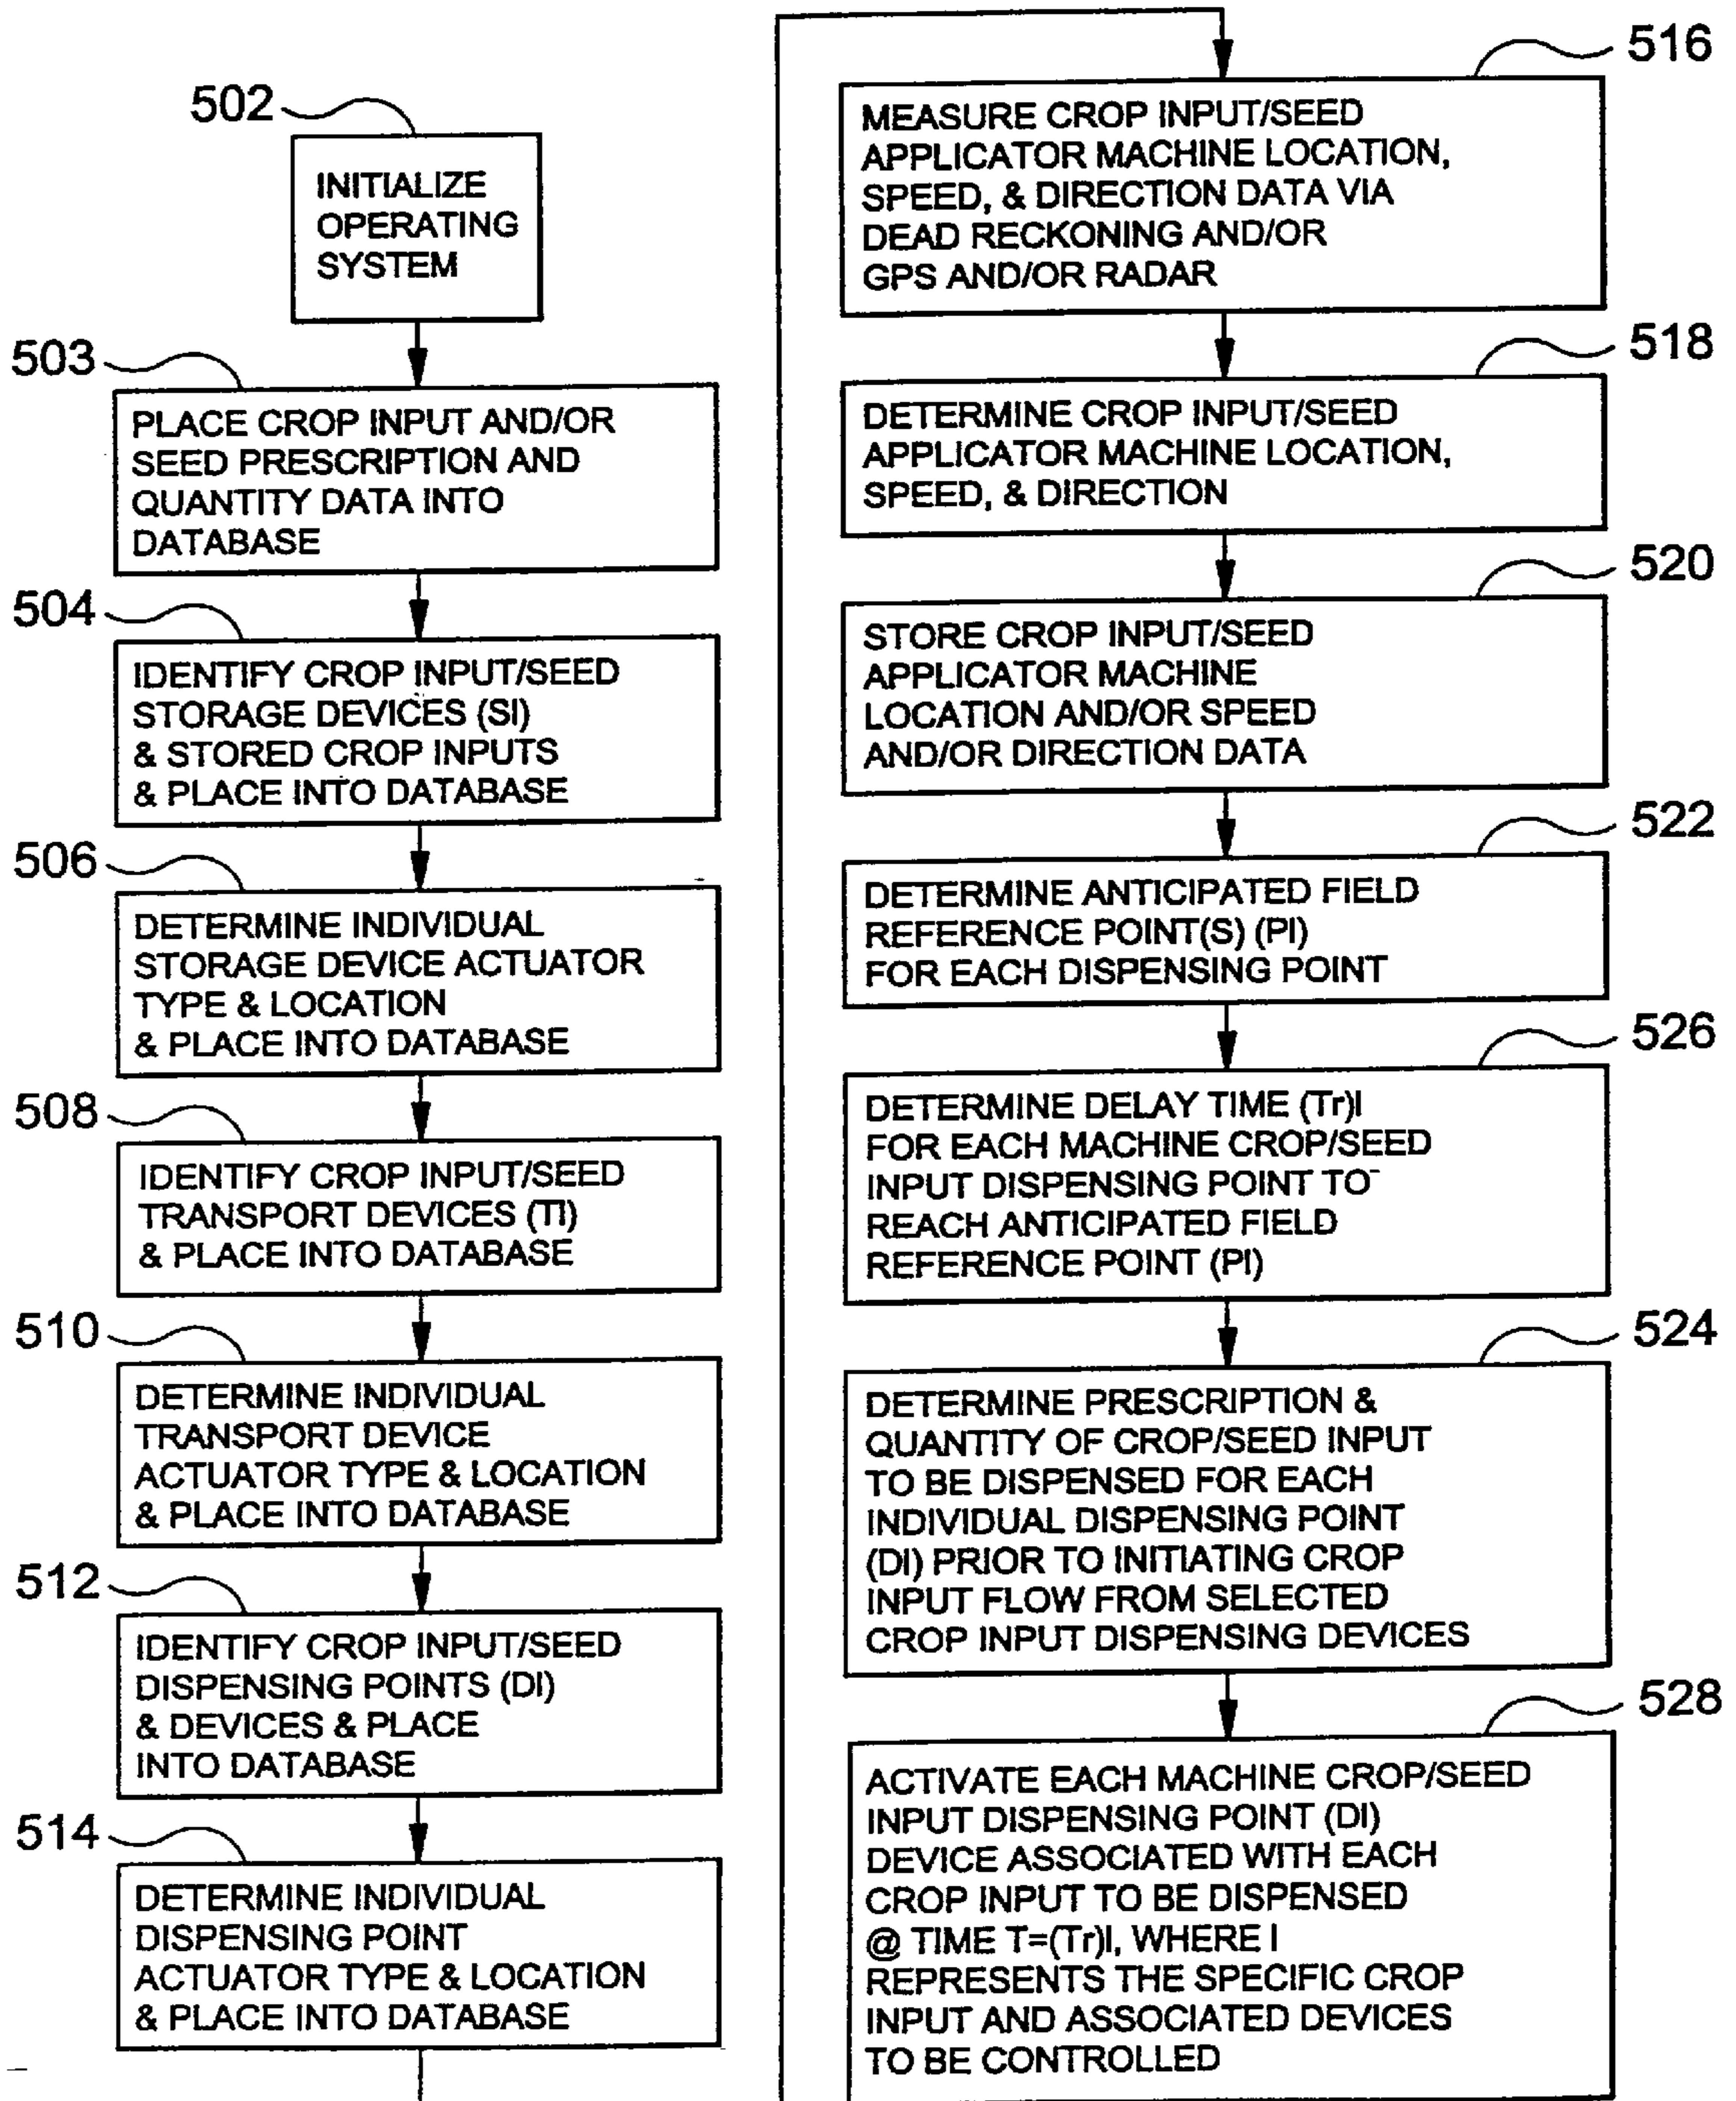 502
INITIALIZE
OPERATING
SYSTEM
503
PLACE CROP INPUT AND/OR
SEED PRESCRIPTION AND
QUANTITY DATA INTO
DATABASE
504
IDENTIFY CROP INPUT/SEED
STORAGE DEVICES (SI)
& STORED CROP INPUTS
& PLACE INTO DATABASE
506
DETERMINE INDIVIDUAL
STORAGE DEVICE ACTUATOR
TYPE & LOCATION
& PLACE INTO DATABASE
508
IDENTIFY CROP INPUT/SEED
TRANSPORT DEVICES (TI)
& PLACE INTO DATABASE
510
DETERMINE INDIVIDUAL
TRANSPORT DEVICE
ACTUATOR TYPE & LOCATION
& PLACE INTO DATABASE
512
IDENTIFY CROP INPUT/SEED
DISPENSING POINTS (DI)
& DEVICES & PLACE
INTO DATABASE
514
DETERMINE INDIVIDUAL
DISPENSING POINT
ACTUATOR TYPE & LOCATION
& PLACE INTO DATABASE
516
MEASURE CROP INPUT/SEED
APPLICATOR MACHINE LOCATION,
SPEED, & DIRECTION DATA VIA
DEAD RECKONING AND/OR
GPS AND/OR RADAR
518
DETERMINE CROP INPUT/SEED
APPLICATOR MACHINE LOCATION,
SPEED, & DIRECTION
520
STORE CROP INPUT/SEED
APPLICATOR MACHINE
LOCATION AND/OR SPEED
AND/OR DIRECTION DATA
522
DETERMINE ANTICIPATED FIELD
REFERENCE POINT(S) (PI)
FOR EACH DISPENSING POINT
526
DETERMINE DELAY TIME (Tr)I
FOR EACH MACHINE CROP/SEED
INPUT DISPENSING POINT TO
REACH ANTICIPATED FIELD
REFERENCE POINT (PI)
524
DETERMINE PRESCRIPTION &
QUANTITY OF CROP/SEED INPUT
TO BE DISPENSED FOR EACH
INDIVIDUAL DISPENSING POINT
(DI) PRIOR TO INITIATING CROP
INPUT FLOW FROM SELECTED
CROP INPUT DISPENSING DEVICES
528
ACTIVATE EACH MACHINE CROP/SEED
INPUT DISPENSING POINT (DI)
DEVICE ASSOCIATED WITH EACH
CROP INPUT TO BE DISPENSED
@ TIME T=(Tr)I, WHERE I
REPRESENTS THE SPECIFIC CROP
INPUT AND ASSOCIATED DEVICES
TO BE CONTROLLED